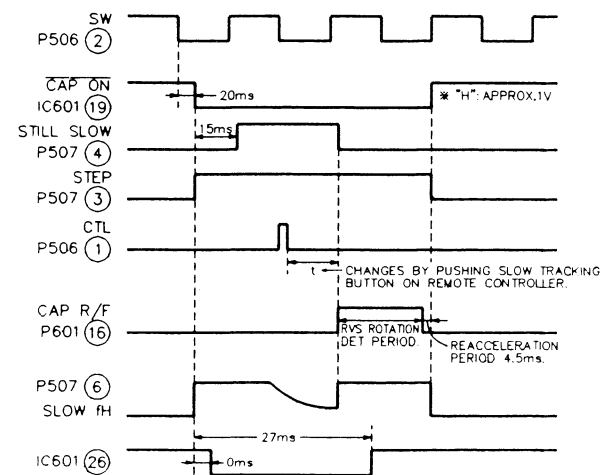 SW
P506 ②
CAP ON
IC601 ⑲
20ms
※ "H": APPROX.1V
STILL SLOW
P507 ④
15ms
STEP
P507 ③
CTL
P506 ①
t
CHANGES BY PUSHING SLOW TRACKING
BUTTON ON REMOTE CONTROLLER.
CAP R/F
P601 ⑯
RVS ROTATION
DET PERIOD.
REACCELERATION
PERIOD 4.5ms.
P507 ⑥
SLOW fH
27ms
IC601 ㉖
0ms